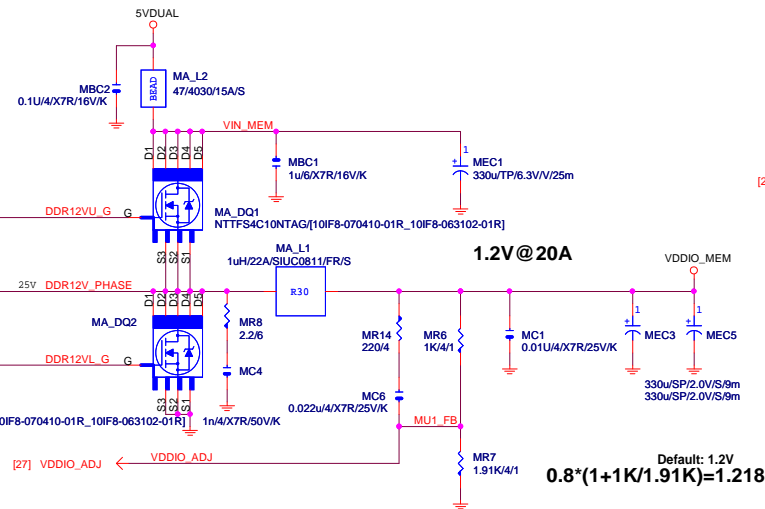 5VDUAL
MA_L2
47/4030/15A/S
BEAD
MBC2
0.1U/4/X7R/16V/K
VIN_MEM
D1
D2
D3
D4
D5
MBC1
1u/6/X7R/16V/K
1
+
MEC1
330u/TP/6.3V/V/25m
[2
DDR12VU_G
G
MA_DQ1
NTTFS4C10NTAG/[10IF8-070410-01R_10IF8-063102-01R]
S3
S2
S1
MA_L1
1uH/22A/SIUC0811/FR/S
R30
1.2V@20A
VDDIO_MEM
25V
DDR12V_PHASE
D1
D2
D3
D4
D5
MA_DQ2
MR8
2.2/6
MR14
220/4
MR6
1K/4/1
MC1
0.01U/4/X7R/25V/K
1
+
MEC3
1
+
MEC5
DDR12VL_G
G
MC4
MC6
0.022u/4/X7R/25V/K
330u/SP/2.0V/S/9m
330u/SP/2.0V/S/9m
S3
S2
S1
0IF8-070410-01R_10IF8-063102-01R]
1n/4/X7R/50V/K
MU1_FB
[27] VDDIO_ADJ
VDDIO_ADJ
MR7
1.91K/4/1
Default: 1.2V
0.8*(1+1K/1.91K)=1.218